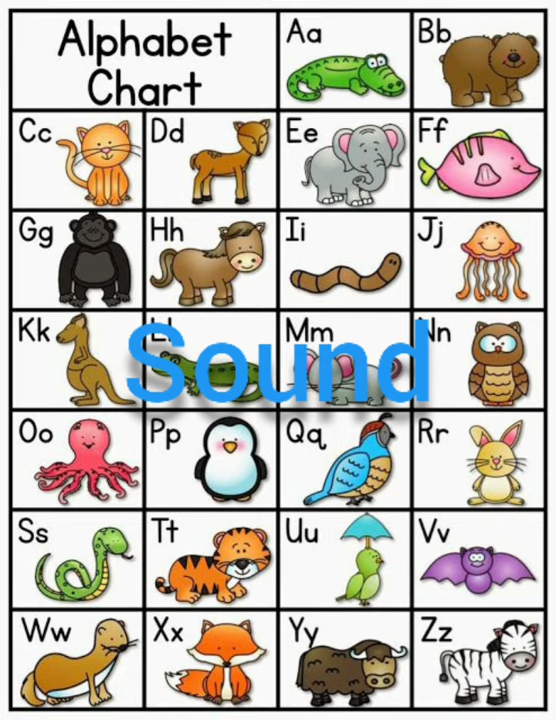 Alphabet
Chart
Aa
Bb
Cc
Dd
Ee
Ff
Gg
Hh
Ii
Jj
Kk
Ll
Mm
Nn
Sound
Oo
Pp
Qq
Rr
Ss
Tt
Uu
Vv
Ww
Xx
Yy
Zz